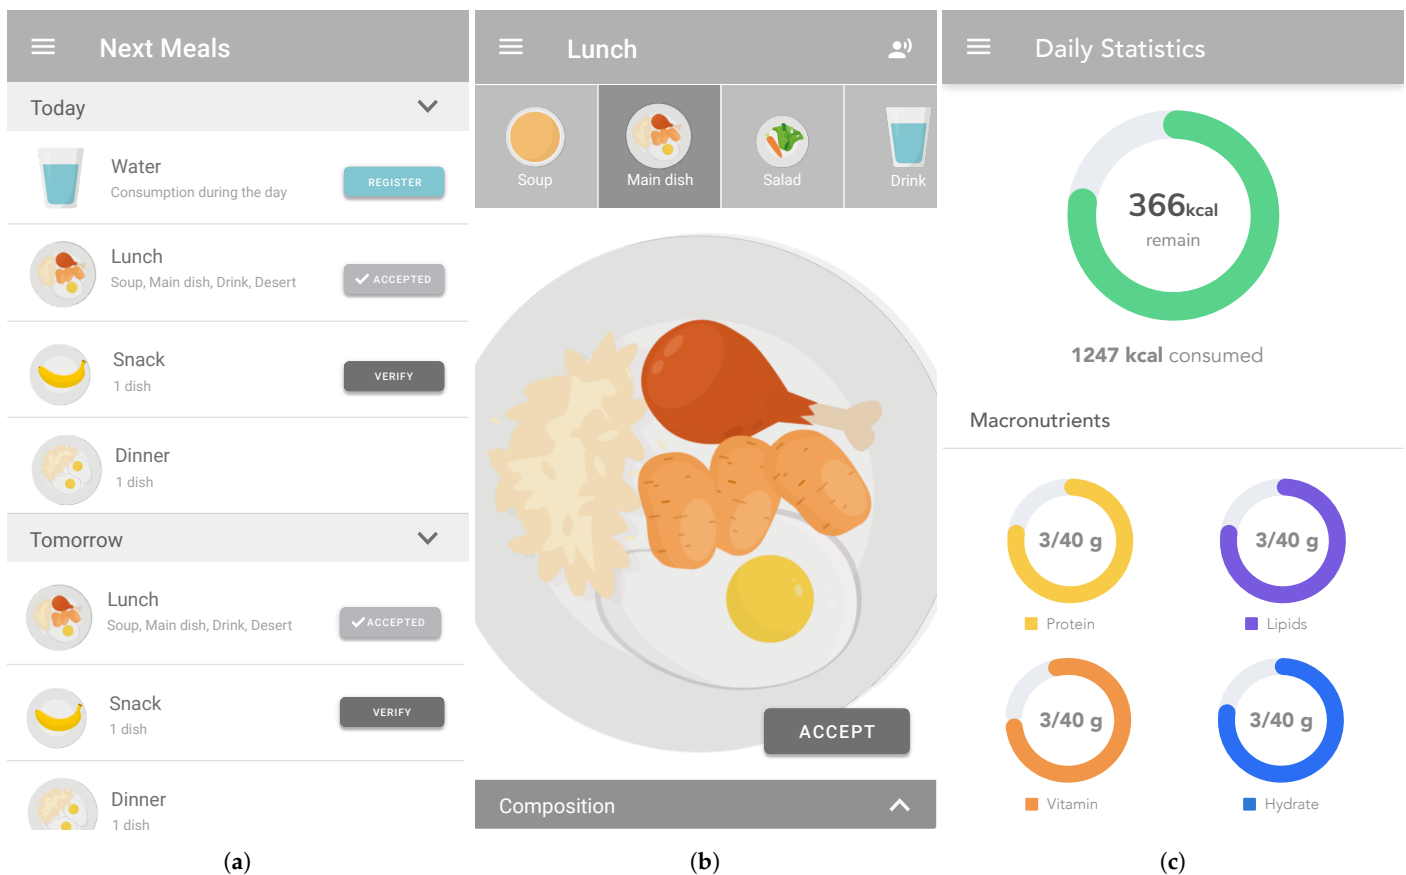 Next Meals
Today
Water
Consumption during the day
REGISTER
Lunch
Soup, Main dish, Drink, Desert
ACCEPTED
Snack
1 dish
VERIFY
Dinner
1 dish
Tomorrow
Lunch
Soup, Main dish, Drink, Desert
ACCEPTED
Snack
1 dish
VERIFY
Dinner
1 dish
(a)
Lunch
Soup
Main dish
Salad
Drink
ACCEPT
Composition
(b)
Daily Statistics
366kcal
remain
1247 kcal consumed
Macronutrients
3/40 g
Protein
3/40 g
Lipids
3/40 g
Vitamin
3/40 g
Hydrate
(c)